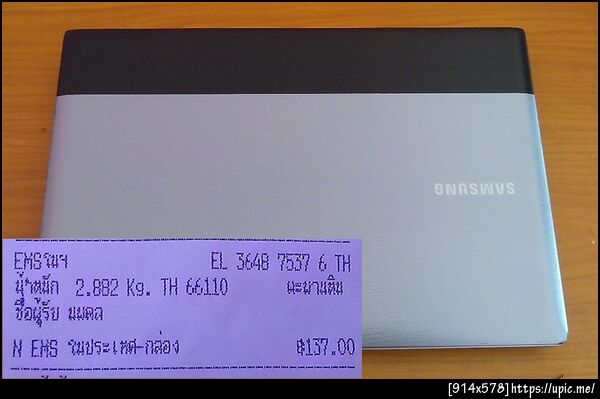 SAMSUNG
EMSในฯ EL 3648 7537 6 TH
น้ำหนัก 2.882 Kg. TH 66110 ตะพานหิน
ชื่อผู้รับ นพดล
N EMS ในประเทศ-กล่อง ฿137.00
[914x578]https://upic.me/